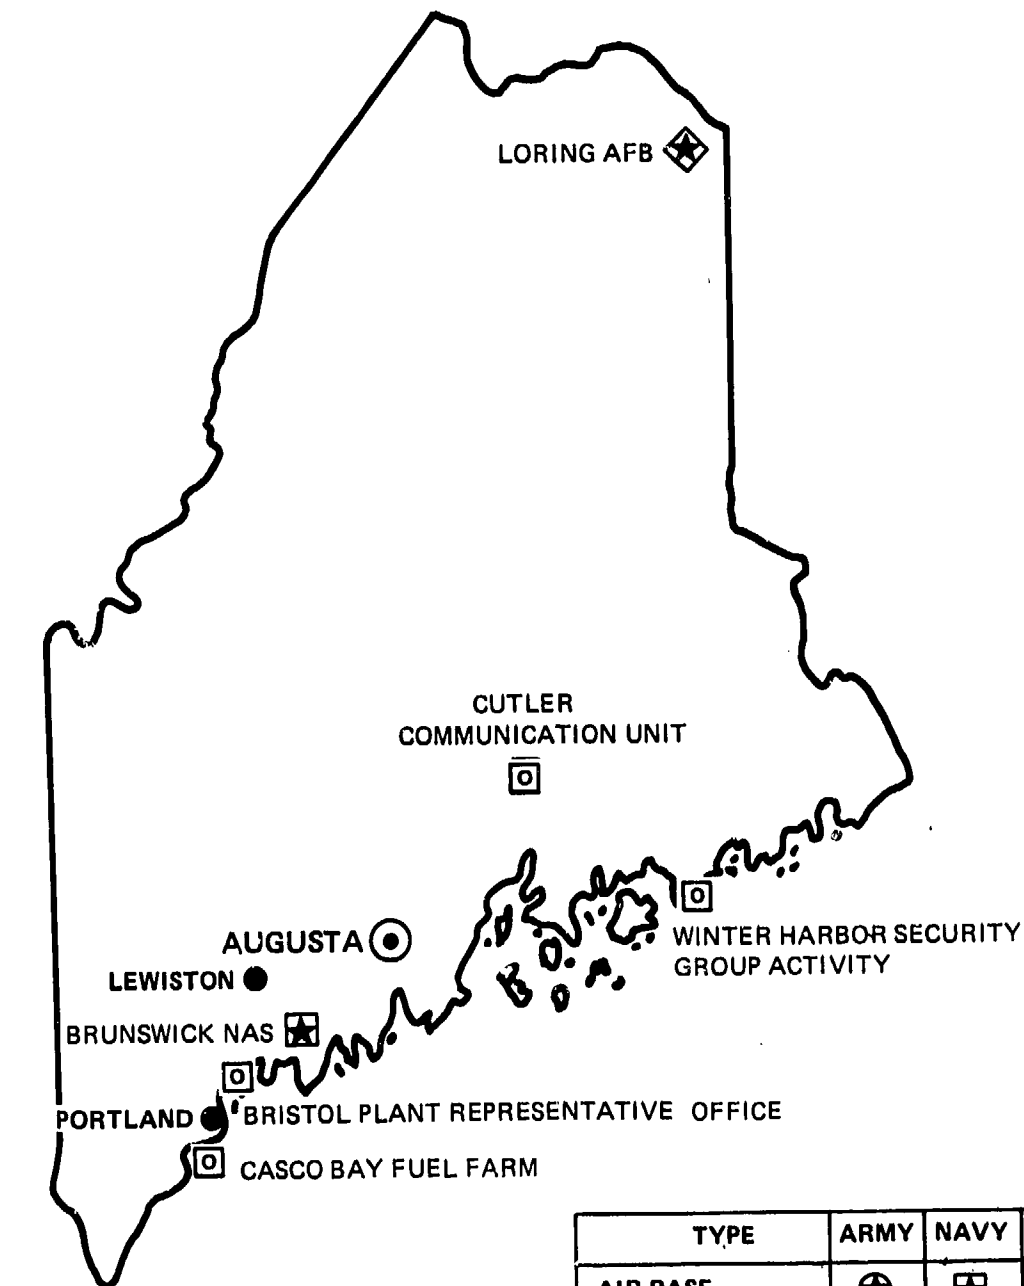 LORING AFB
CUTLER
COMMUNICATION UNIT
AUGUSTA
LEWISTON
WINTER HARBOR SECURITY
GROUP ACTIVITY
BRUNSWICK NAS
PORTLAND
BRISTOL PLANT REPRESENTATIVE OFFICE
CASCO BAY FUEL FARM
TYPE ARMY NAVY
AIR BASE